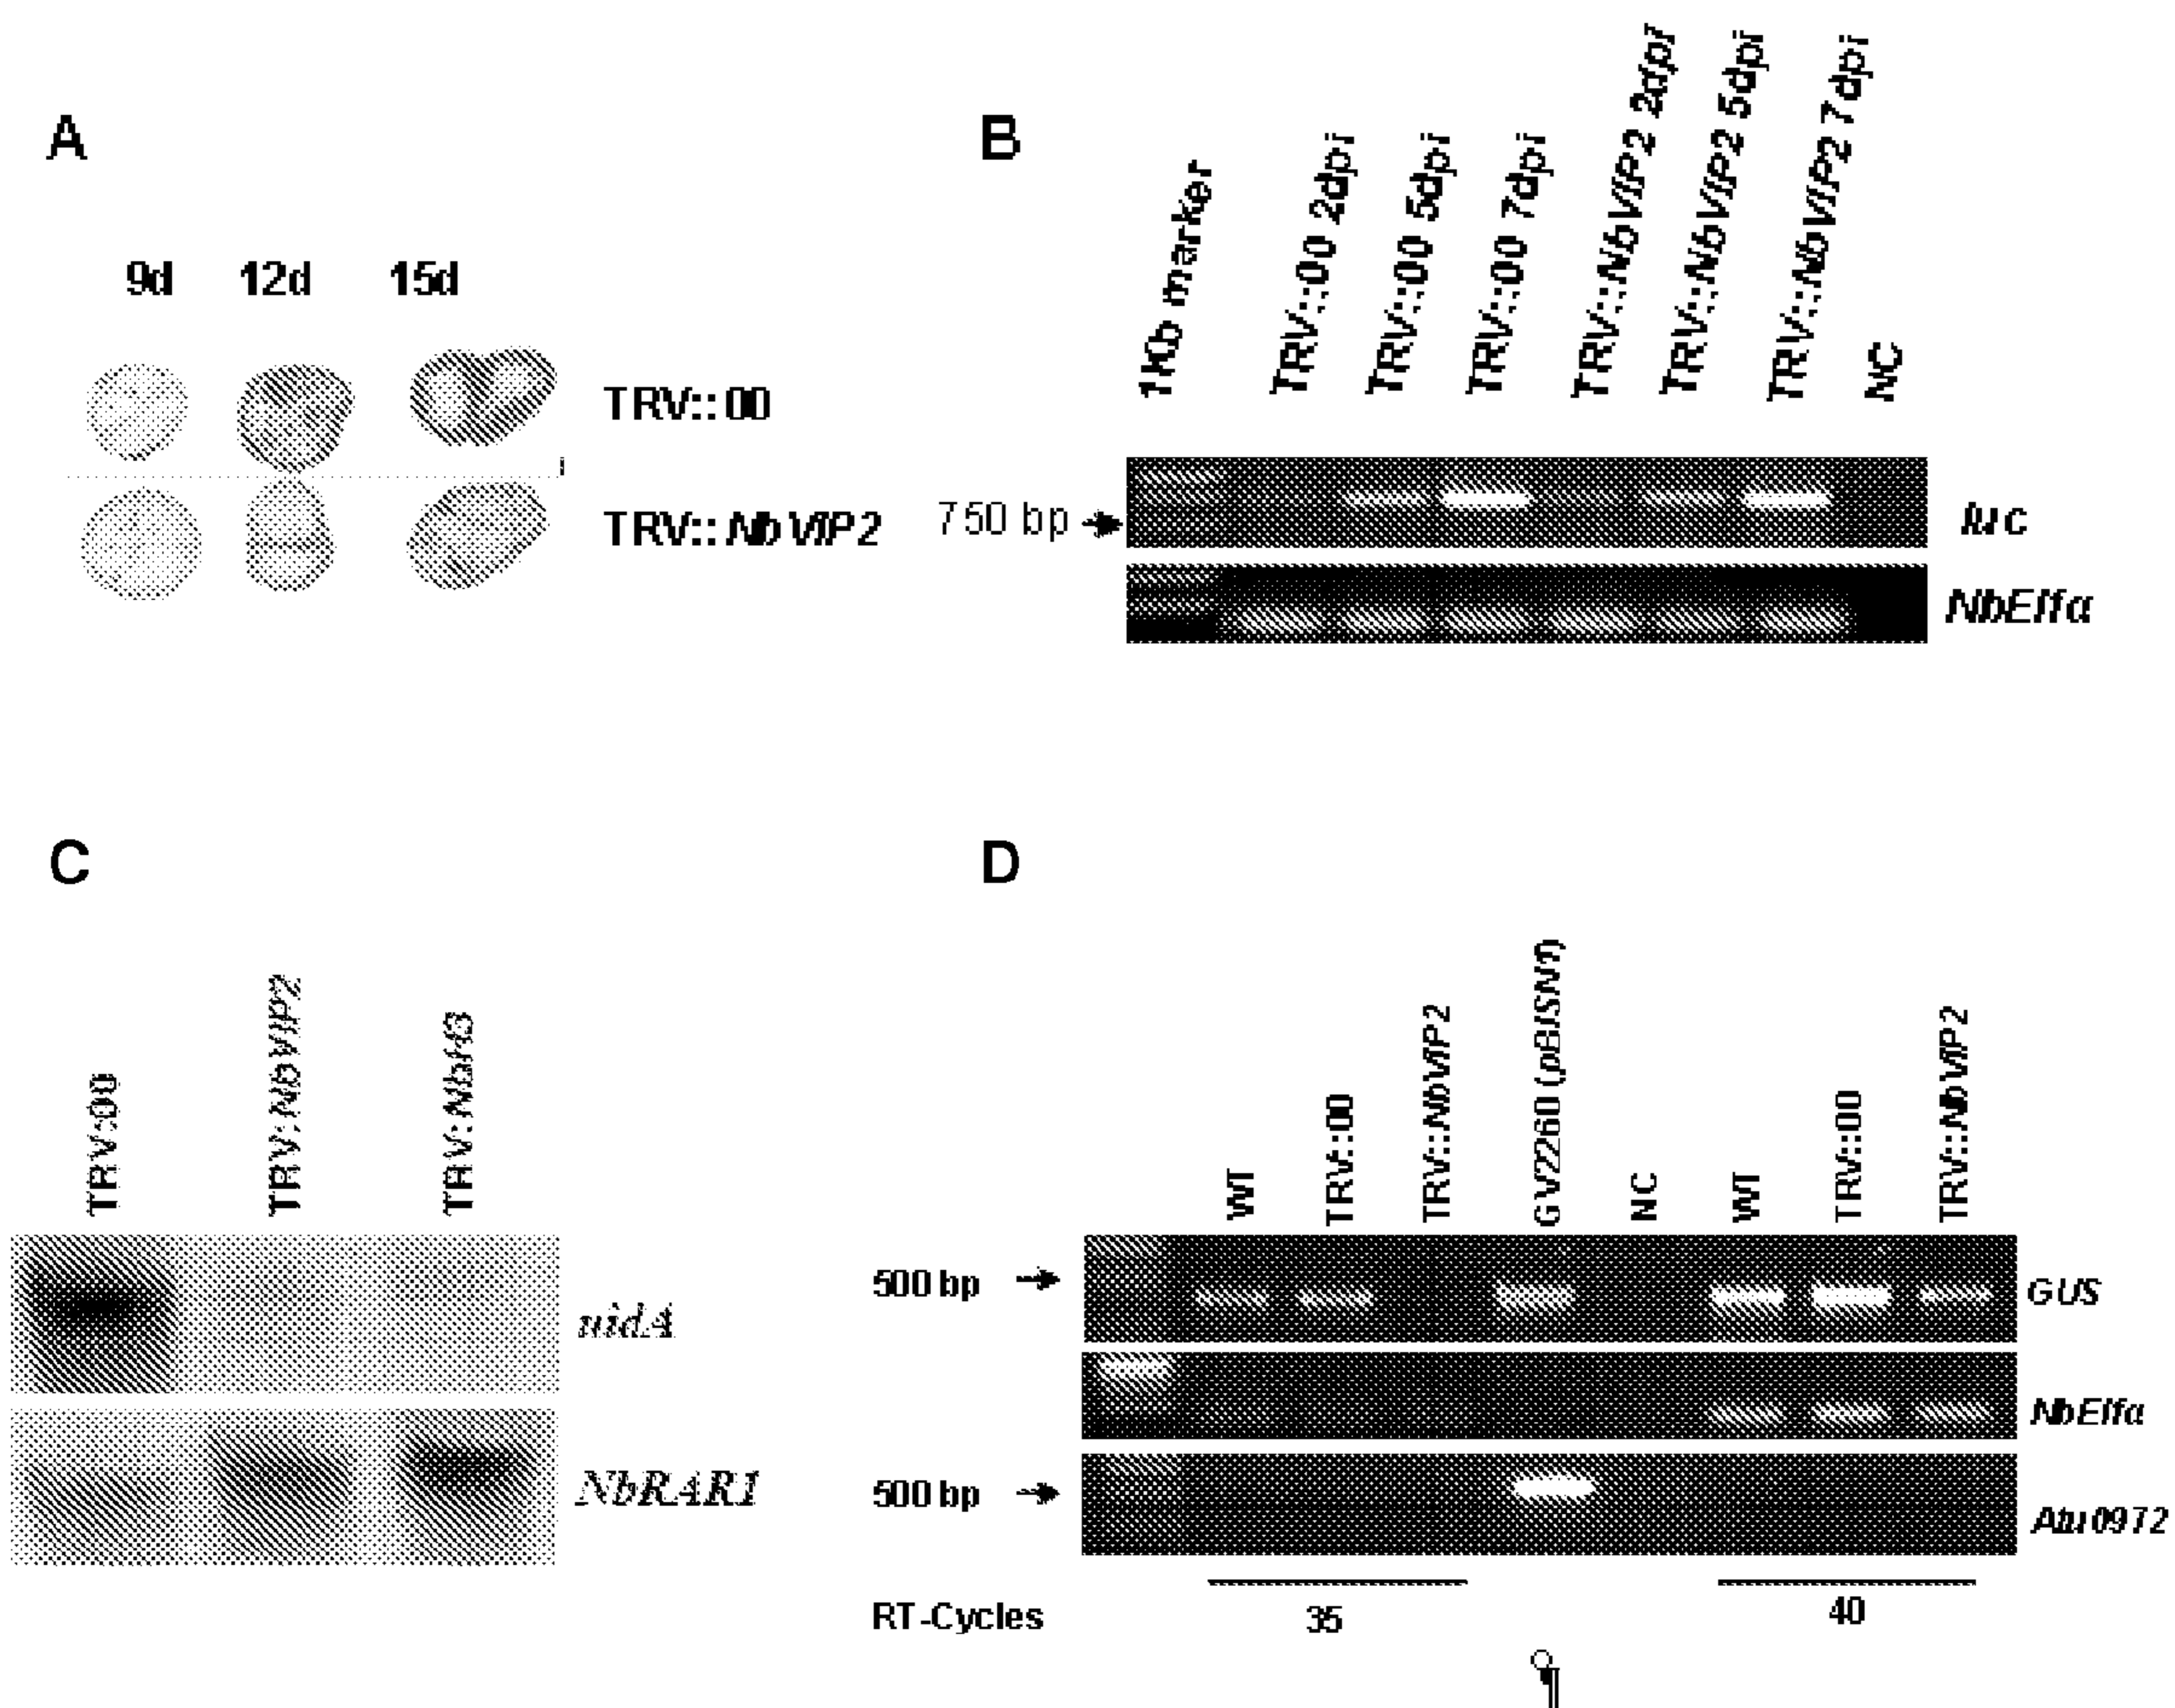 A
9d 12d 15d
TRV::00
TRV::NbVIP2
B
1Kb marker
TRV::00 2dpi
TRV::00 5dpi
TRV::00 7dpi
TRV::NbVIP2 2dpi
TRV::NbVIP2 5dpi
TRV::NbVIP2 7dpi
NC
750 bp
luc
NbElfα
C
TRV::00
TRV::NbVIP2
TRV::NbH3
uidA
NbRAR1
D
WT
TRV::00
TRV::NbVIP2
GV2260 (pBISN1)
NC
WT
TRV::00
TRV::NbVIP2
500 bp
GUS
NbElfα
500 bp
Atu0972
RT-Cycles
35
40